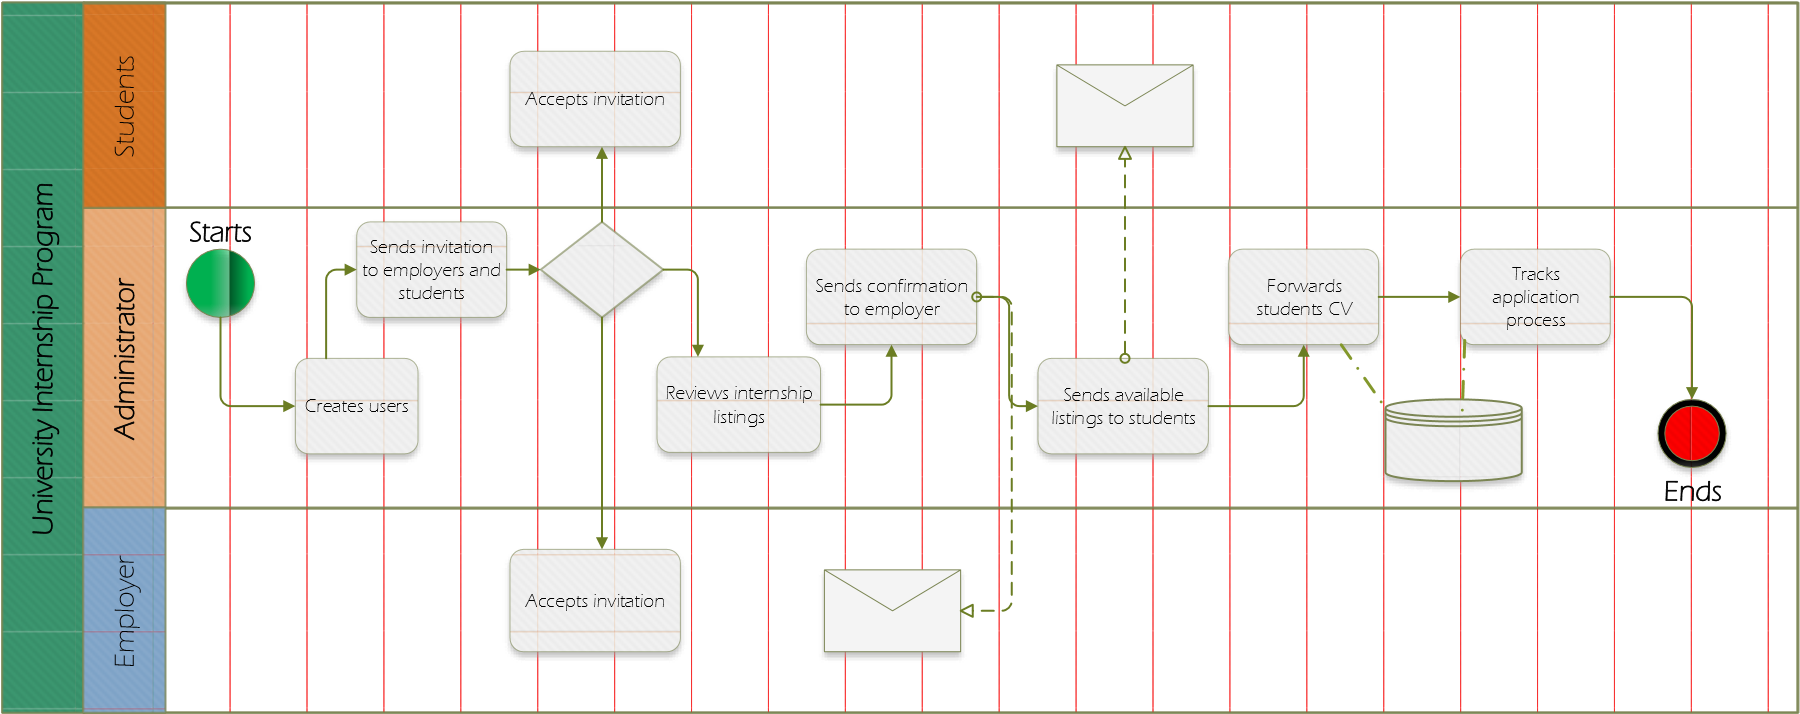 University Internship Program
Students
Administrator
Employer
Accepts invitation
Starts
Sends invitation
to employers and
students
Creates users
Reviews internship
listings
Sends confirmation
to employer
Sends available
listings to students
Forwards
students CV
Tracks
application
process
Ends
Accepts invitation